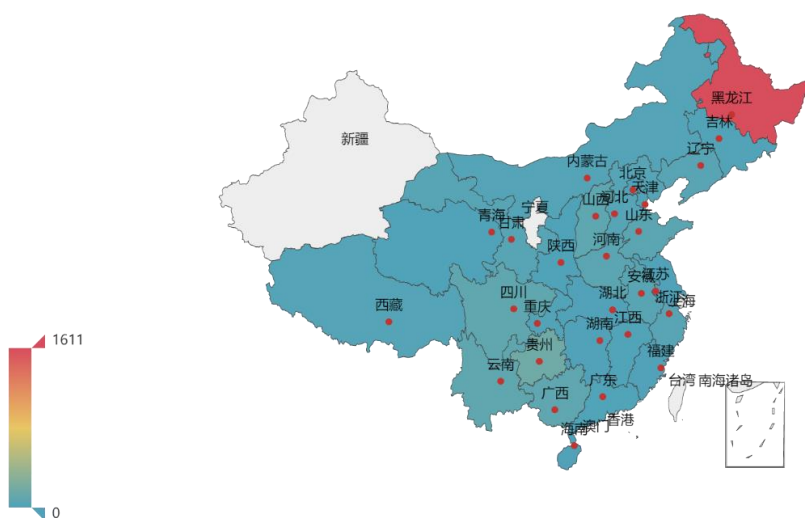 黑龙江
吉林
辽宁
新疆
内蒙古
北京
天津
宁夏
山西
河北
青海
甘肃
山东
陕西
河南
四川
重庆
湖北
安徽
江苏
浙江
上海
西藏
湖南
江西
贵州
福建
云南
台湾
南海诸岛
广西
广东
香港
海南
澳门
1611
0